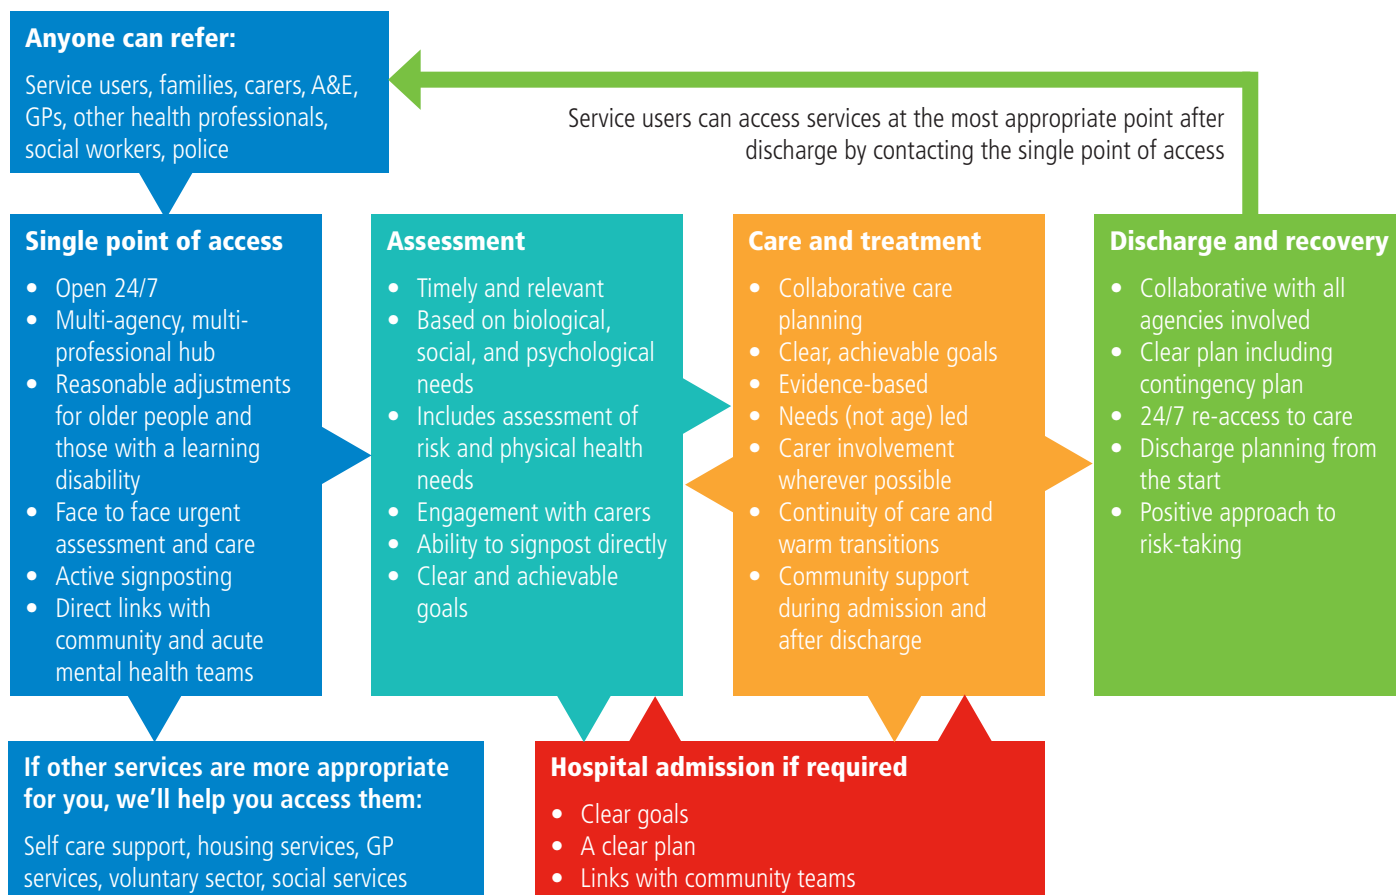 Anyone can refer:
Service users, families, carers, A&E,
GPs, other health professionals,
social workers, police
Service users can access services at the most appropriate point after
discharge by contacting the single point of access
Single point of access
• Open 24/7
• Multi-agency, multi-
professional hub
• Reasonable adjustments
for older people and
those with a learning
disability
• Face to face urgent
assessment and care
• Active signposting
• Direct links with
community and acute
mental health teams
Assessment
• Timely and relevant
• Based on biological,
social, and psychological
needs
• Includes assessment of
risk and physical health
needs
• Engagement with carers
• Ability to signpost directly
• Clear and achievable
goals
Care and treatment
• Collaborative care
planning
• Clear, achievable goals
• Evidence-based
• Needs (not age) led
• Carer involvement
wherever possible
• Continuity of care and
warm transitions
• Community support
during admission and
after discharge
Discharge and recovery
• Collaborative with all
agencies involved
• Clear plan including
contingency plan
• 24/7 re-access to care
• Discharge planning from
the start
• Positive approach to
risk-taking
If other services are more appropriate
for you, we’ll help you access them:
Self care support, housing services, GP
services, voluntary sector, social services
Hospital admission if required
• Clear goals
• A clear plan
• Links with community teams